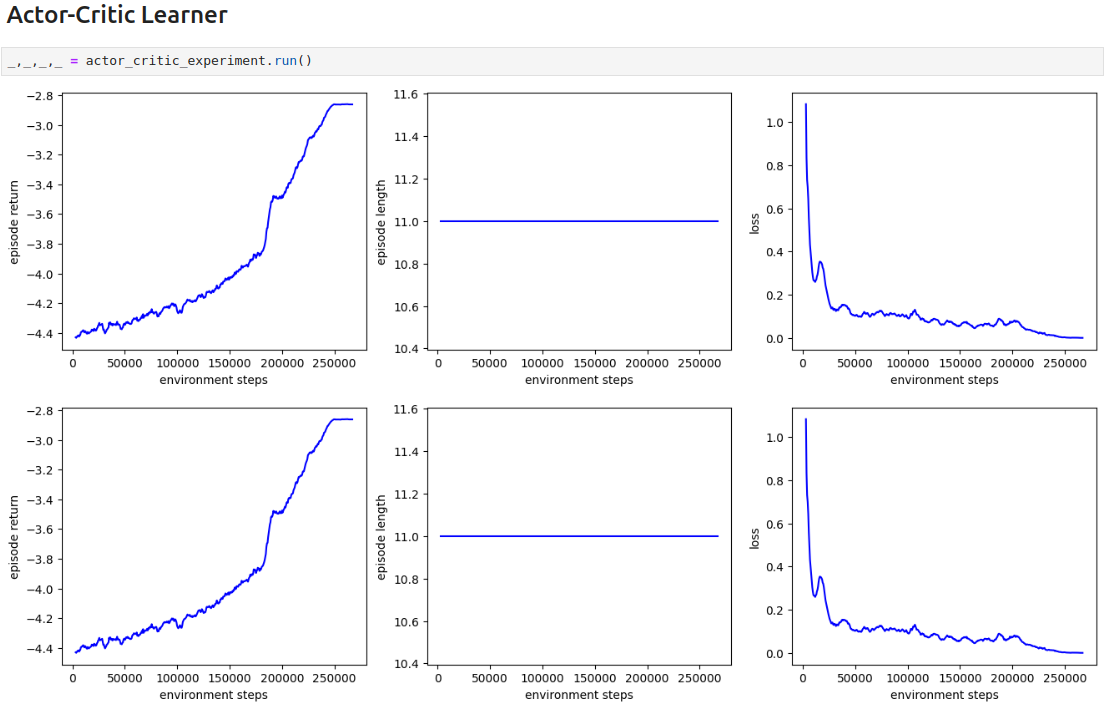 Actor-Critic Learner
_,_,_,_ = actor_critic_experiment.run()
−2.8
−3.0
−3.2
−3.4
−3.6
−3.8
−4.0
−4.2
−4.4
episode return
0 50000 100000 150000 200000 250000
environment steps
11.6
11.4
11.2
11.0
10.8
10.6
10.4
episode length
0 50000 100000 150000 200000 250000
environment steps
1.0
0.8
0.6
0.4
0.2
0.0
loss
0 50000 100000 150000 200000 250000
environment steps
−2.8
−3.0
−3.2
−3.4
−3.6
−3.8
−4.0
−4.2
−4.4
episode return
0 50000 100000 150000 200000 250000
environment steps
11.6
11.4
11.2
11.0
10.8
10.6
10.4
episode length
0 50000 100000 150000 200000 250000
environment steps
1.0
0.8
0.6
0.4
0.2
0.0
loss
0 50000 100000 150000 200000 250000
environment steps